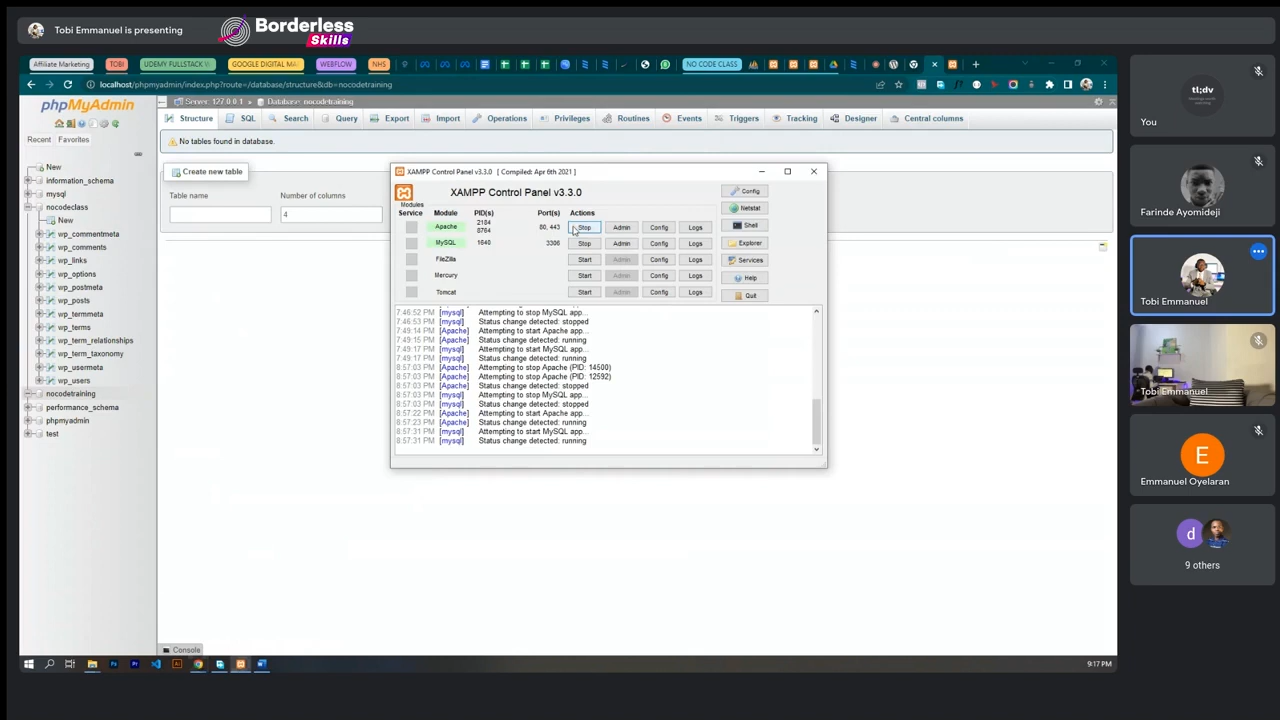 Tobi Emmanuel is presenting
Borderless
Skills
Affiliate Marketing
TOBI
UDEMY FULLSTACK
GOOGLE DIGITAL MA
WEBFLOW
NHS
NO CODE CLASS
localhost/phpmyadmin/index.php?route=/database/structure&db=nocodetraining
phpMyAdmin
Recent
Favorites
New
information_schema
mysql
nocodeclass
New
wp_commentmeta
wp_comments
wp_links
wp_options
wp_postmeta
wp_posts
wp_termmeta
wp_terms
wp_term_relationships
wp_term_taxonomy
wp_usermeta
wp_users
nocodetraining
performance_schema
phpmyadmin
test
Server: 127.0.0.1 » Database: nocodetraining
Structure SQL Search Query Export Import Operations Privileges Routines Events Triggers Tracking Designer Central columns
No tables found in database.
Create new table
Table name
Number of columns
4
Console
XAMPP Control Panel v3.3.0 [ Compiled: Apr 6th 2021 ]
XAMPP Control Panel v3.3.0
Modules
Service Module PID(s) Port(s) Actions
Apache 2184 8764 80, 443 Stop Admin Config Logs
MySQL 1640 3306 Stop Admin Config Logs
FileZilla Start Admin Config Logs
Mercury Start Admin Config Logs
Tomcat Start Admin Config Logs
Config
Netstat
Shell
Explorer
Services
Help
Quit
7:46:52 PM [mysql] Attempting to stop MySQL app...
7:46:53 PM [mysql] Status change detected: stopped
7:49:14 PM [Apache] Attempting to start Apache app...
7:49:15 PM [Apache] Status change detected: running
7:49:17 PM [mysql] Attempting to start MySQL app...
7:49:17 PM [mysql] Status change detected: running
8:57:03 PM [Apache] Attempting to stop Apache (PID: 14500)
8:57:03 PM [Apache] Attempting to stop Apache (PID: 12592)
8:57:03 PM [Apache] Status change detected: stopped
8:57:03 PM [mysql] Attempting to stop MySQL app...
8:57:03 PM [mysql] Status change detected: stopped
8:57:22 PM [Apache] Attempting to start Apache app...
8:57:23 PM [Apache] Status change detected: running
8:57:31 PM [mysql] Attempting to start MySQL app...
8:57:31 PM [mysql] Status change detected: running
9:17 PM
tl;dv
You
Farinde Ayomideji
Tobi Emmanuel
Tobi Emmanuel
E
Emmanuel Oyelaran
d
9 others